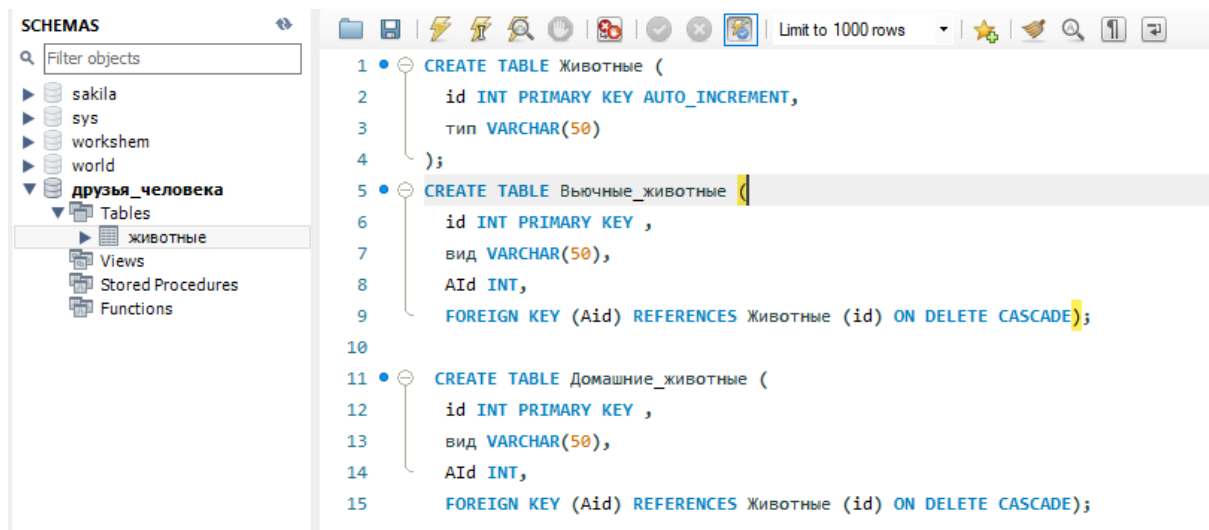 SCHEMAS
Filter objects
sakila
sys
workshem
world
друзья_человека
Tables
животные
Views
Stored Procedures
Functions
Limit to 1000 rows
1 CREATE TABLE Животные (
2 id INT PRIMARY KEY AUTO_INCREMENT,
3 тип VARCHAR(50)
4 );
5 CREATE TABLE Вьючные_животные (
6 id INT PRIMARY KEY ,
7 вид VARCHAR(50),
8 AId INT,
9 FOREIGN KEY (Aid) REFERENCES Животные (id) ON DELETE CASCADE);
10
11 CREATE TABLE Домашние_животные (
12 id INT PRIMARY KEY ,
13 вид VARCHAR(50),
14 AId INT,
15 FOREIGN KEY (Aid) REFERENCES Животные (id) ON DELETE CASCADE);